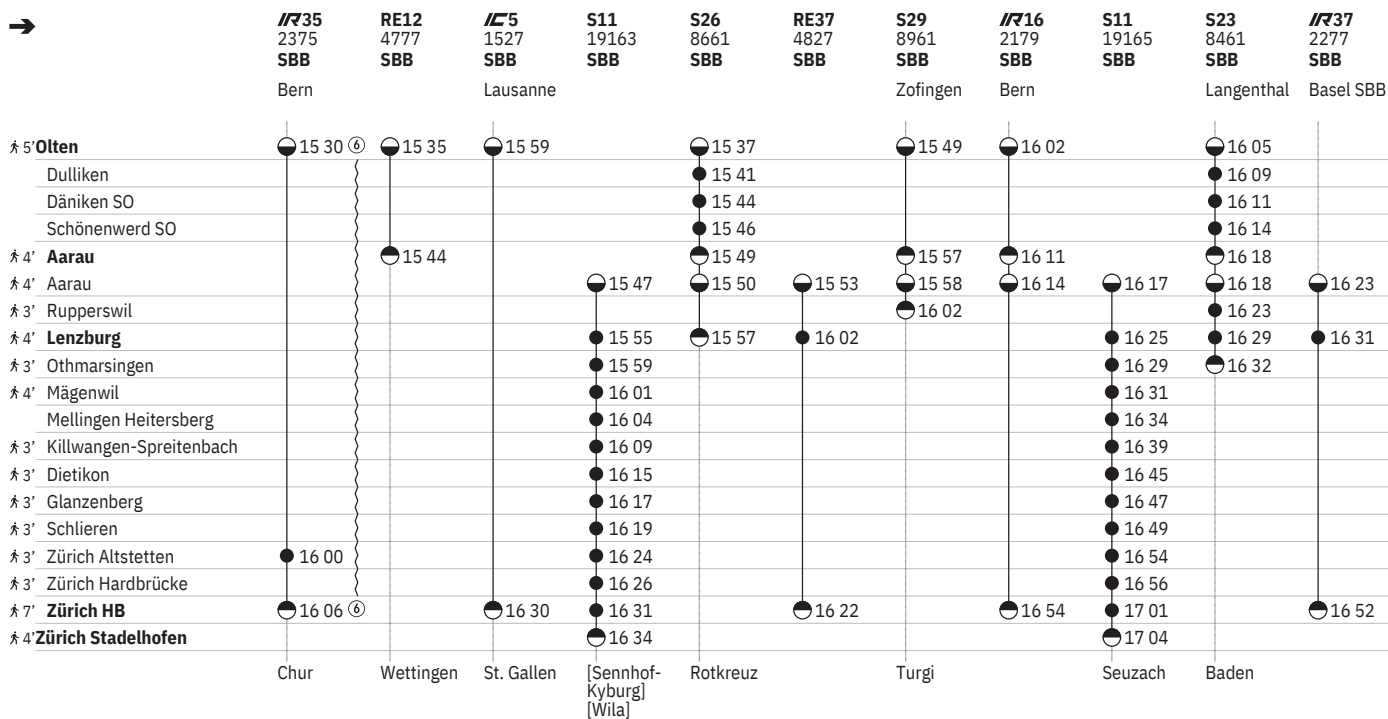 IR35 RE12 IC5 S11 S26 RE37 S29 IR16 S11 S23 IR37
2375 4777 1527 19163 8661 4827 8961 2179 19165 8461 2277
SBB SBB SBB SBB SBB SBB SBB SBB SBB SBB SBB
Bern Lausanne Zofingen Bern Langenthal Basel SBB
5' Olten 15 30 6 15 35 15 59 15 37 15 49 16 02 16 05
Dulliken 15 41 16 09
Däniken SO 15 44 16 11
Schönenwerd SO 15 46 16 14
4' Aarau 15 44 15 49 15 57 16 11 16 18
4' Aarau 15 47 15 50 15 53 15 58 16 14 16 17 16 18 16 23
3' Rupperswil 16 02 16 23
4' Lenzburg 15 55 15 57 16 02 16 25 16 29 16 31
3' Othmarsingen 15 59 16 29 16 32
4' Mägenwil 16 01 16 31
Mellingen Heitersberg 16 04 16 34
3' Killwangen-Spreitenbach 16 09 16 39
3' Dietikon 16 15 16 45
3' Glanzenberg 16 17 16 47
3' Schlieren 16 19 16 49
3' Zürich Altstetten 16 00 16 24 16 54
3' Zürich Hardbrücke 16 26 16 56
7' Zürich HB 16 06 6 16 30 16 31 16 22 16 54 17 01 16 52
4' Zürich Stadelhofen 16 34 17 04
Chur Wettingen St. Gallen [Sennhof- Rotkreuz Turgi Seuzach Baden
Kyburg]
[Wila]